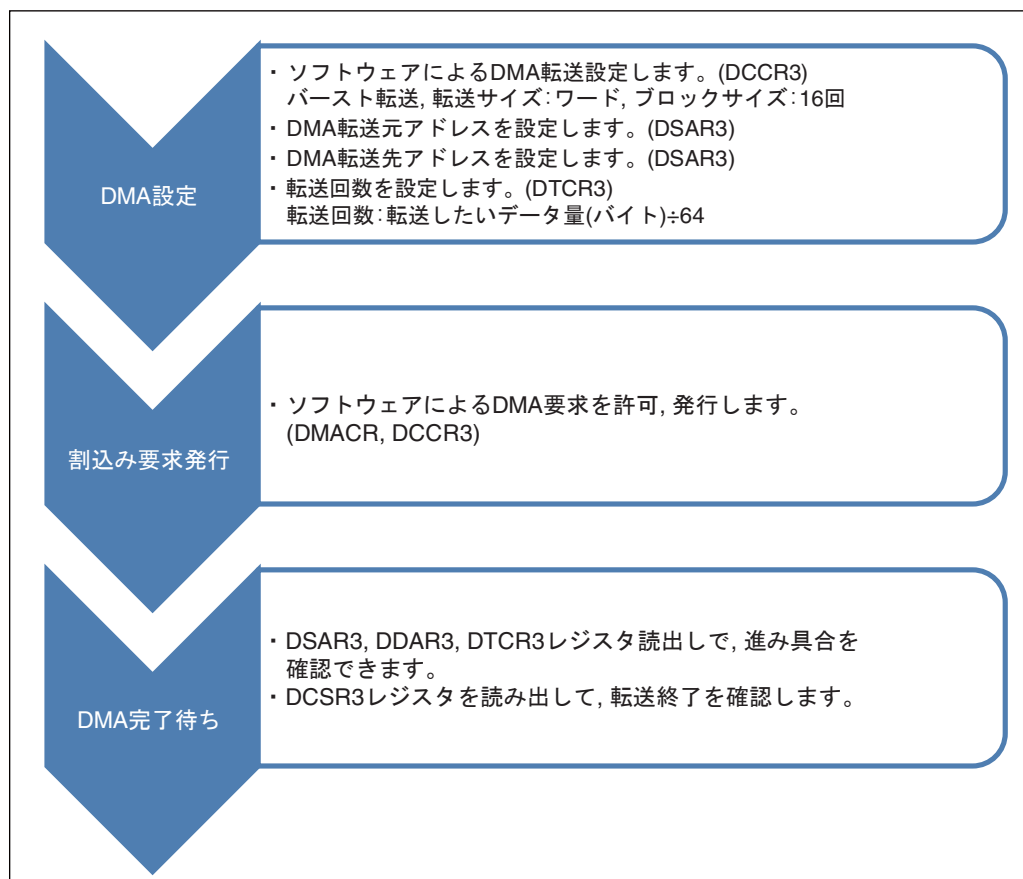 DMA設定
・ソフトウェアによるDMA転送設定します。(DCCR3)
バースト転送, 転送サイズ:ワード, ブロックサイズ:16回
・DMA転送元アドレスを設定します。(DSAR3)
・DMA転送先アドレスを設定します。(DSAR3)
・転送回数を設定します。(DTCR3)
転送回数:転送したいデータ量(バイト)÷64
割込み要求発行
・ソフトウェアによるDMA要求を許可, 発行します。
(DMACR, DCCR3)
DMA完了待ち
・DSAR3, DDAR3, DTCR3レジスタ読出しで, 進み具合を
確認できます。
・DCSR3レジスタを読み出して, 転送終了を確認します。